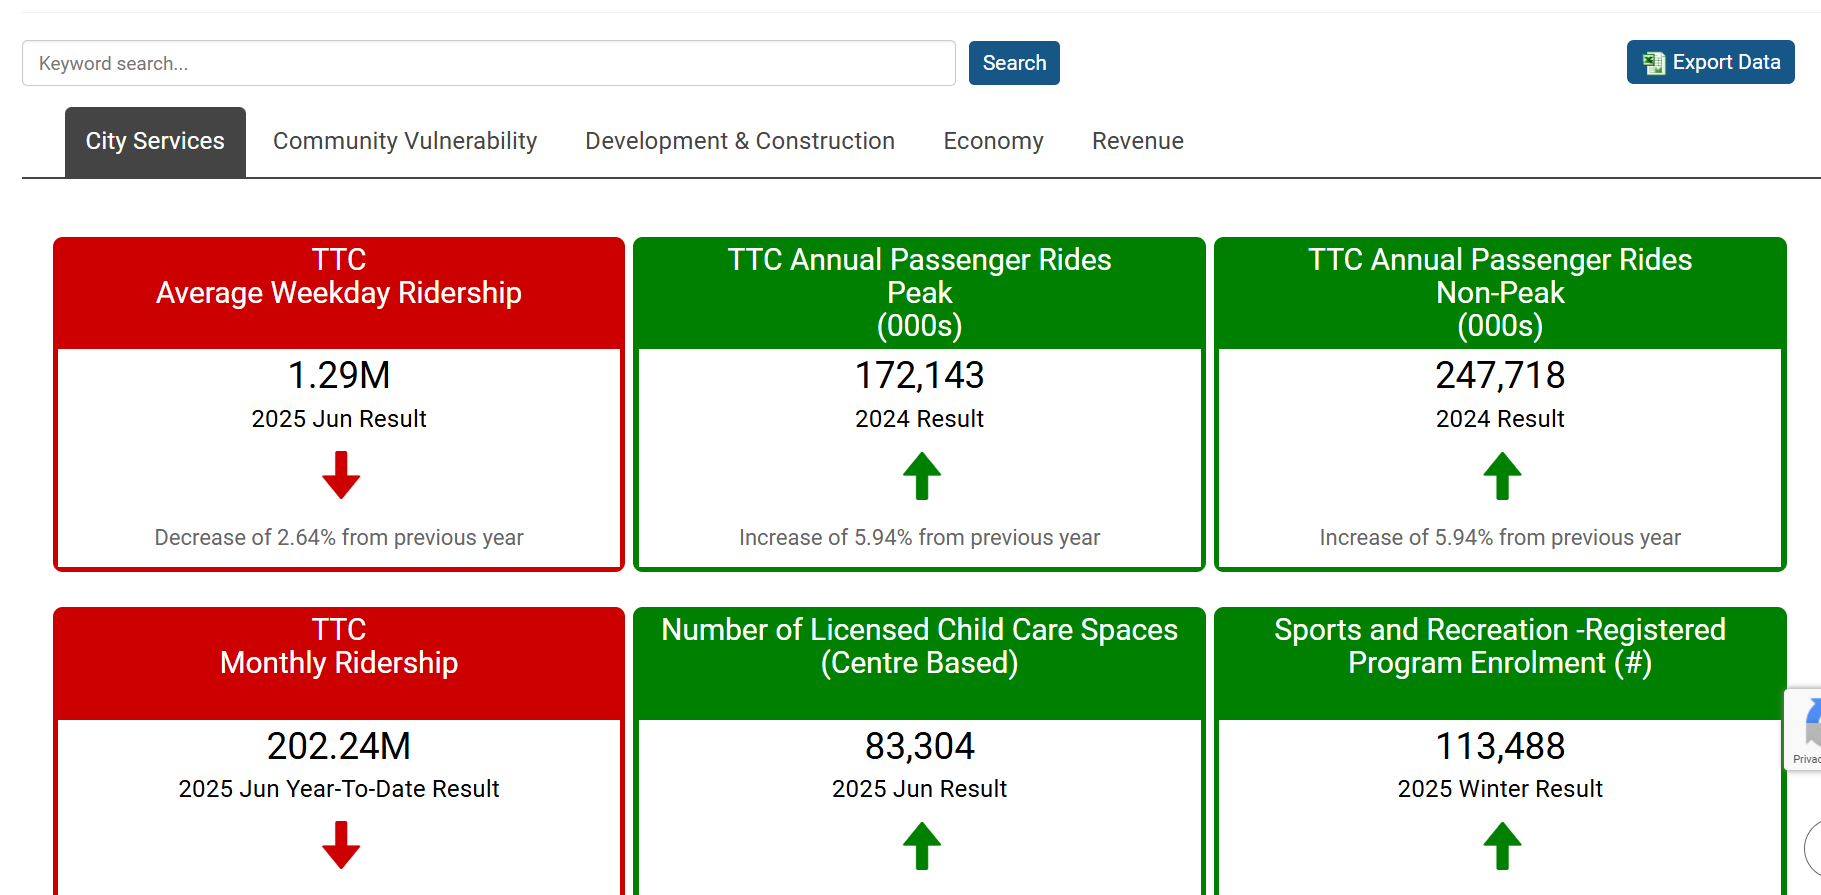 Keyword search...
Search
Export Data
City Services
Community Vulnerability
Development & Construction
Economy
Revenue
TTC
Average Weekday Ridership
1.29M
2025 Jun Result
Decrease of 2.64% from previous year
TTC Annual Passenger Rides
Peak
(000s)
172,143
2024 Result
Increase of 5.94% from previous year
TTC Annual Passenger Rides
Non-Peak
(000s)
247,718
2024 Result
Increase of 5.94% from previous year
TTC
Monthly Ridership
202.24M
2025 Jun Year-To-Date Result
Number of Licensed Child Care Spaces
(Centre Based)
83,304
2025 Jun Result
Sports and Recreation -Registered
Program Enrolment (#)
113,488
2025 Winter Result